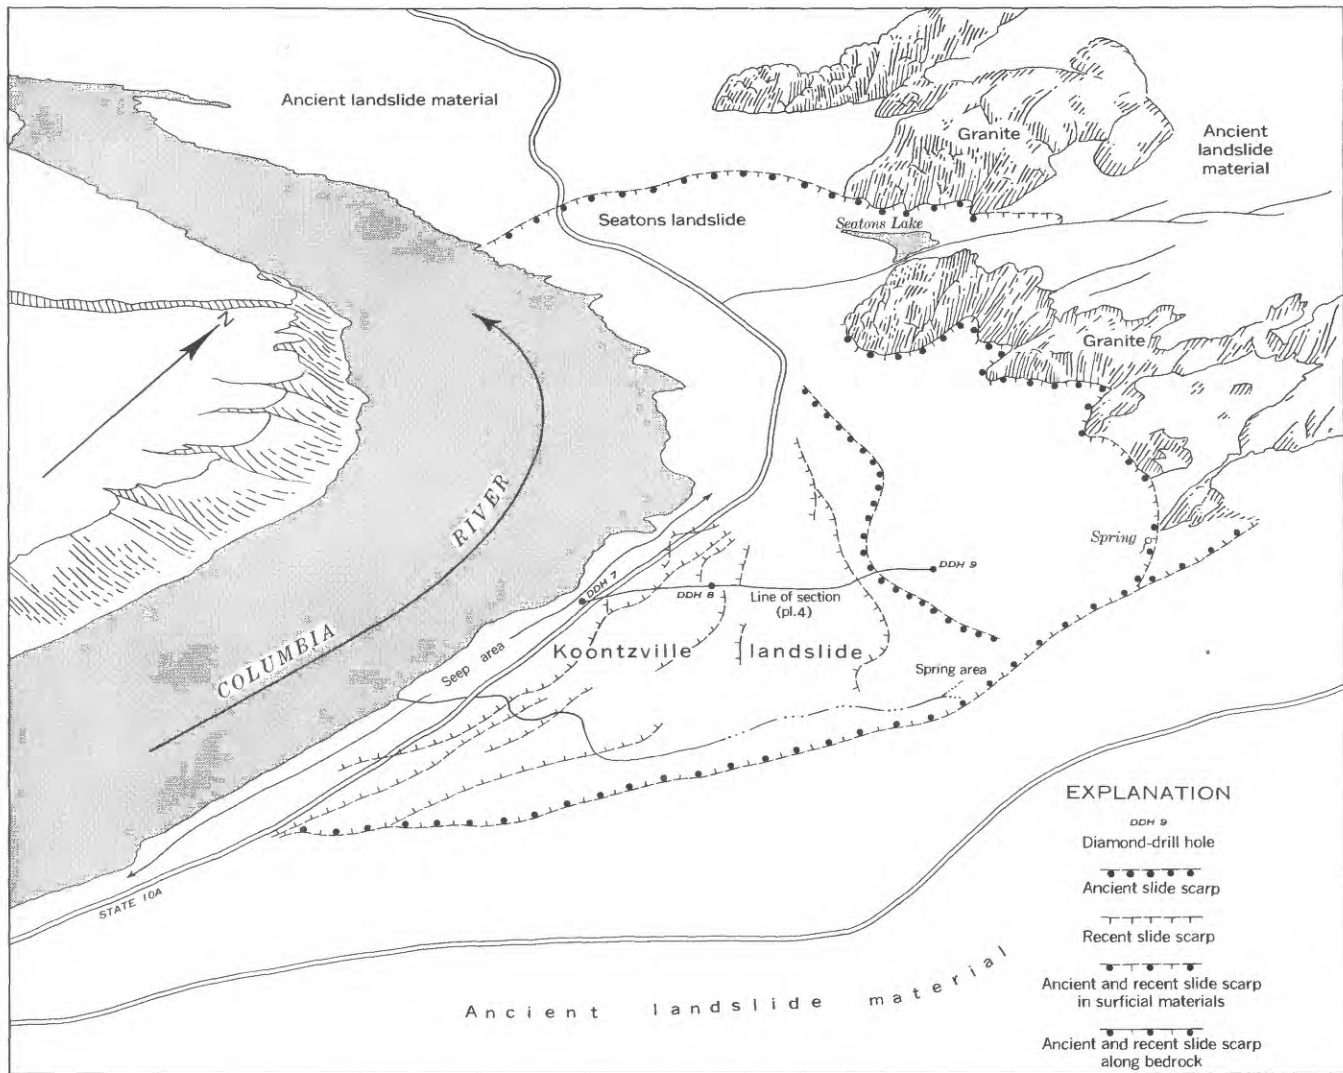 Ancient landslide material
Granite
Ancient
landslide
material
Seatons landslide
Seatons Lake
N
Granite
Spring
COLUMBIA RIVER
DDH 7
DDH 8
DDH 9
Line of section
(pl.4)
Koontzville landslide
Seep area
Spring area
STATE 10A
Ancient landslide material
EXPLANATION
DDH 9
Diamond-drill hole
Ancient slide scarp
Recent slide scarp
Ancient and recent slide scarp
in surficial materials
Ancient and recent slide scarp
along bedrock